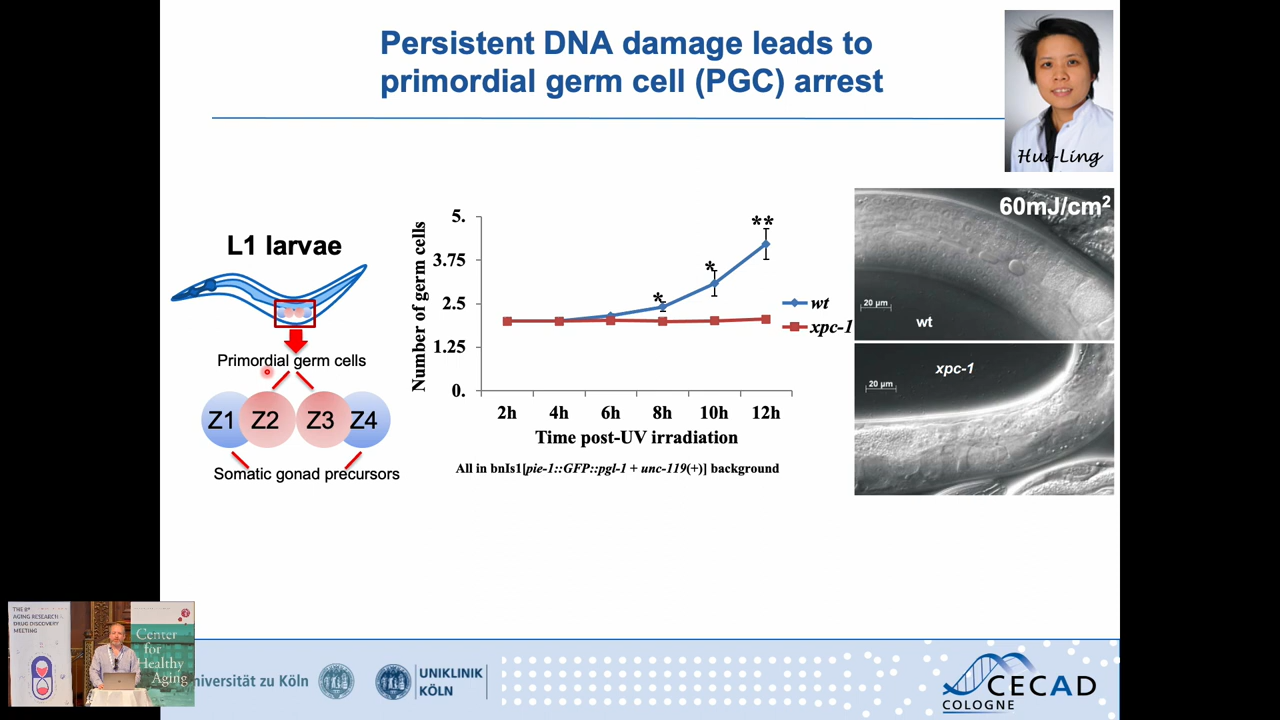 Persistent DNA damage leads to
primordial germ cell (PGC) arrest
Hui-Ling
L1 larvae
Primordial germ cells
Z1 Z2 Z3 Z4
Somatic gonad precursors
Number of germ cells
5.
3.75
2.5
1.25
0.
*
*
**
2h 4h 6h 8h 10h 12h
Time post-UV irradiation
wt
xpc-1
All in bnIs1[pie-1::GFP::pgl-1 + unc-119(+)] background
60mJ/cm²
20 µm
wt
xpc-1
20 µm
THE 8th
AGING RESEARCH &
DRUG DISCOVERY
MEETING
Center
for
Healthy
Aging
niversität zu Köln
UNIKLINIK
KÖLN
CECAD
COLOGNE